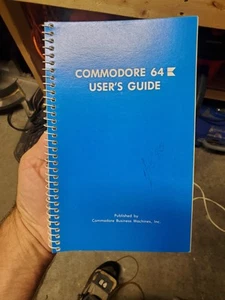 COMMODORE 64
USER'S GUIDE
Published by
Commodore Business Machines, Inc.